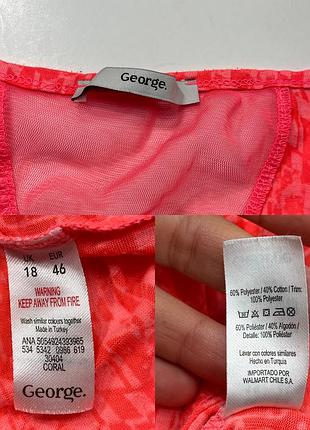 George.
UK EUR
18 46
WARNING
KEEP AWAY FROM FIRE
Wash similar colours together
Made in Turkey
ANA 5054924393965
534 5342 0986 619
30404
CORAL
George.
60% Polyester / 40% Cotton / Trim:
100% Polyester
60% Poliéster / 40% Algodón /
Detalle: 100% Poliéster
Lavar con colores similares
Hecho en Turquía
IMPORTADO POR
WALMART CHILE S.A.